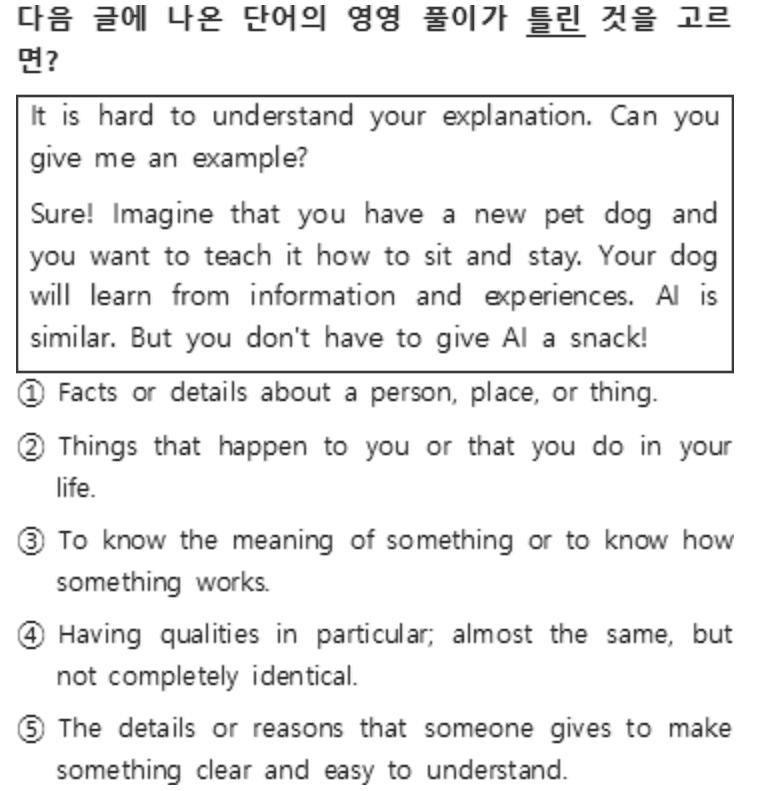 다음 글에 나온 단어의 영영 풀이가 틀린 것을 고르
면?
It is hard to understand your explanation. Can you
give me an example?
Sure! Imagine that you have a new pet dog and
you want to teach it how to sit and stay. Your dog
will learn from information and experiences. AI is
similar. But you don't have to give AI a snack!
① Facts or details about a person, place, or thing.
② Things that happen to you or that you do in your
life.
③ To know the meaning of something or to know how
something works.
④ Having qualities in particular; almost the same, but
not completely identical.
⑤ The details or reasons that someone gives to make
something clear and easy to understand.